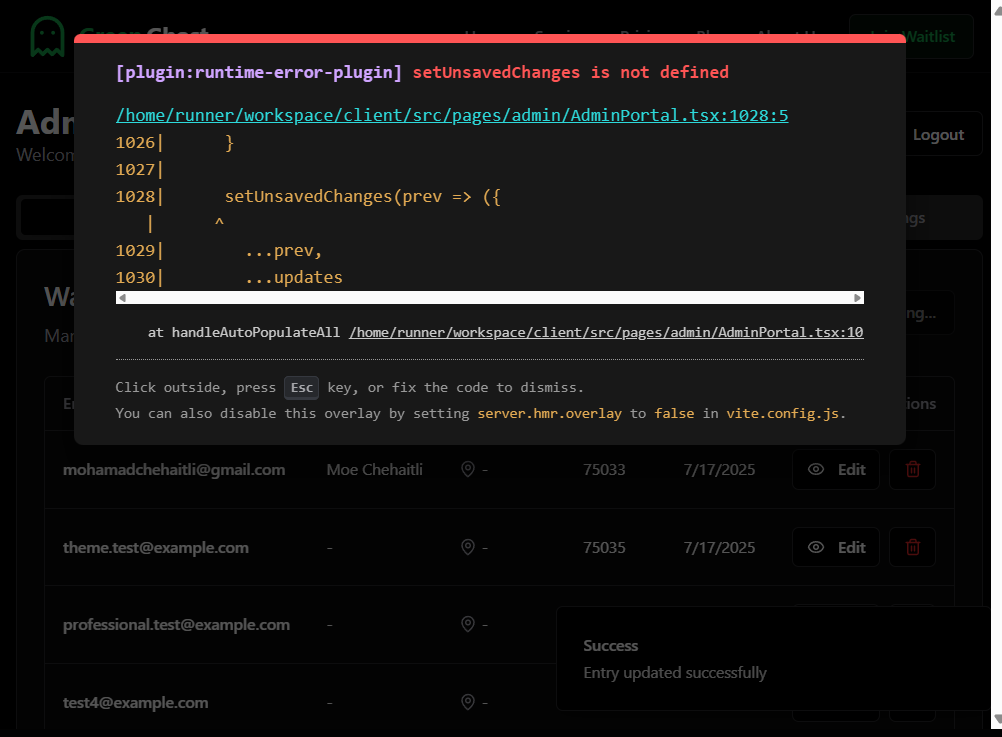 Green Ghost
Waitlist
[plugin:runtime-error-plugin] setUnsavedChanges is not defined
/home/runner/workspace/client/src/pages/admin/AdminPortal.tsx:1028:5
1026|      }
1027|
1028|      setUnsavedChanges(prev => ({
|      ^
1029|        ...prev,
1030|        ...updates
at handleAutoPopulateAll /home/runner/workspace/client/src/pages/admin/AdminPortal.tsx:10
Click outside, press Esc key, or fix the code to dismiss.
You can also disable this overlay by setting server.hmr.overlay to false in vite.config.js.
Logout
mohamadchehaitli@gmail.com Moe Chehaitli - 75033 7/17/2025 Edit
theme.test@example.com - - 75035 7/17/2025 Edit
professional.test@example.com - -
test4@example.com - -
Success
Entry updated successfully